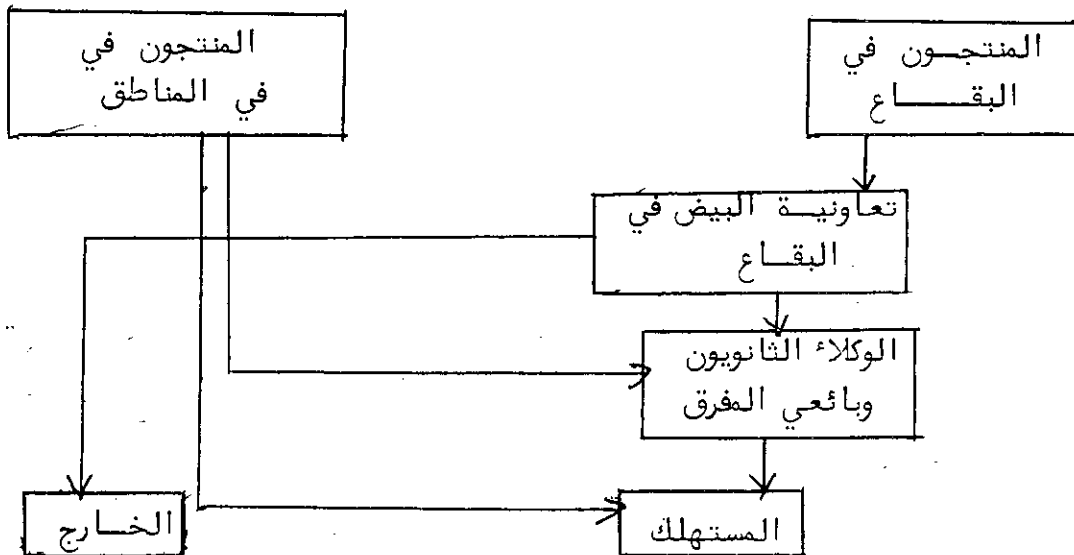 المنتجون في
البقاع
المنتجون في
في المناطق
تعاونية البيض في
البقاع
الوكلاء الثانويون
وبائعي المفرق
المستهلك
الخارج